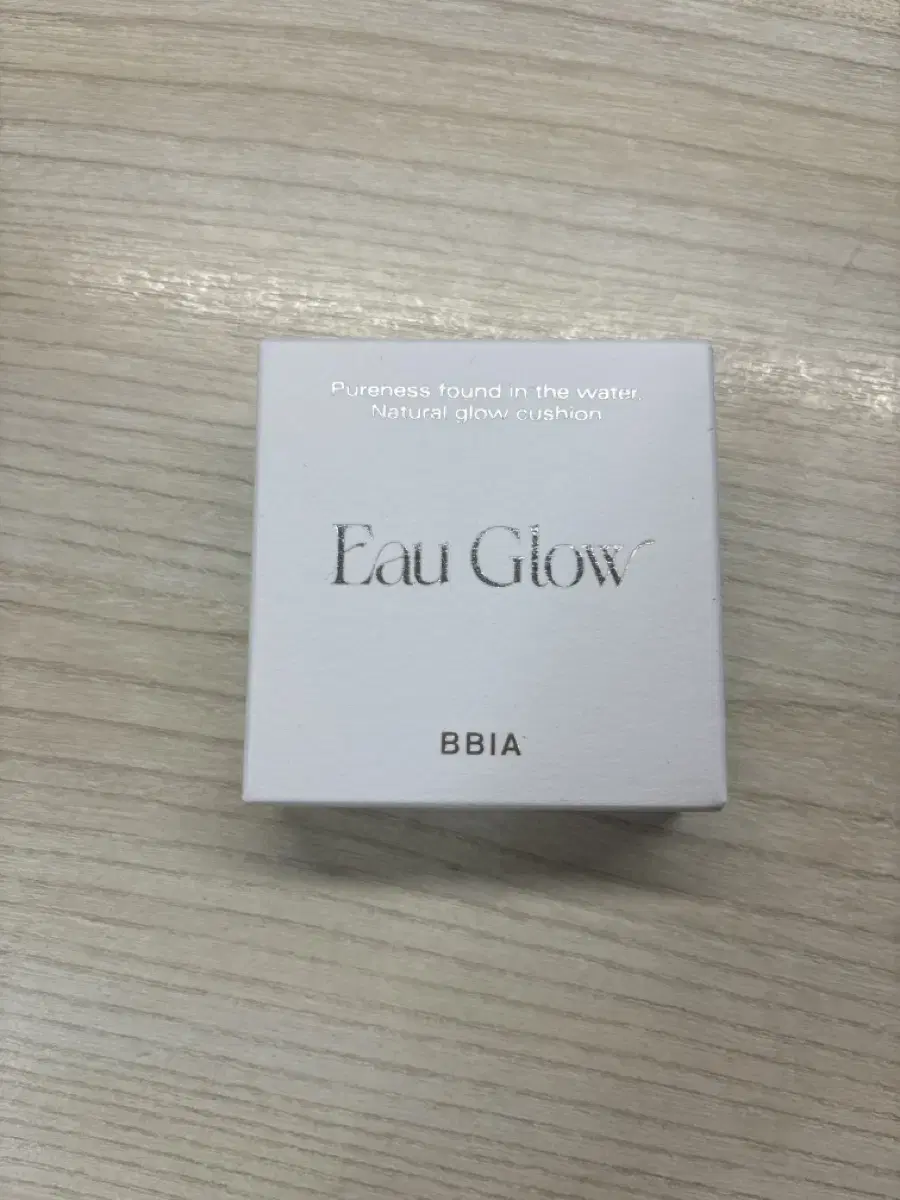 Pureness found in the water.
Natural glow cushion
Eau Glow
BBIA